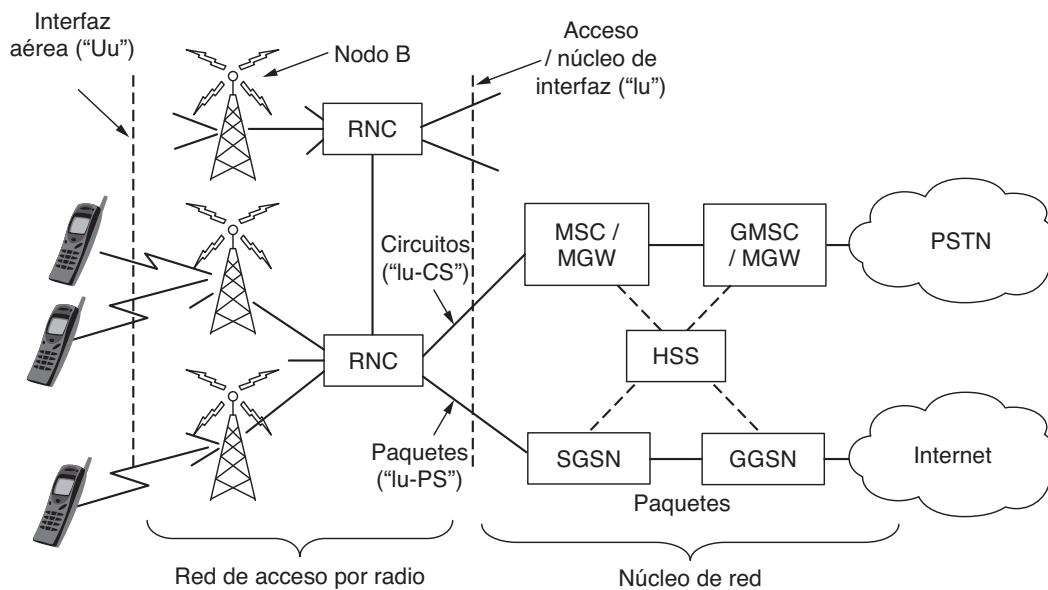 Interfaz
aérea (“Uu”)
Nodo B
Acceso
/ núcleo de
interfaz (“lu”)
RNC
Circuitos
(“lu-CS”)
MSC /
MGW
GMSC
/ MGW
PSTN
RNC
HSS
Paquetes
(“lu-PS”)
SGSN
GGSN
Internet
Paquetes
Red de acceso por radio
Núcleo de red